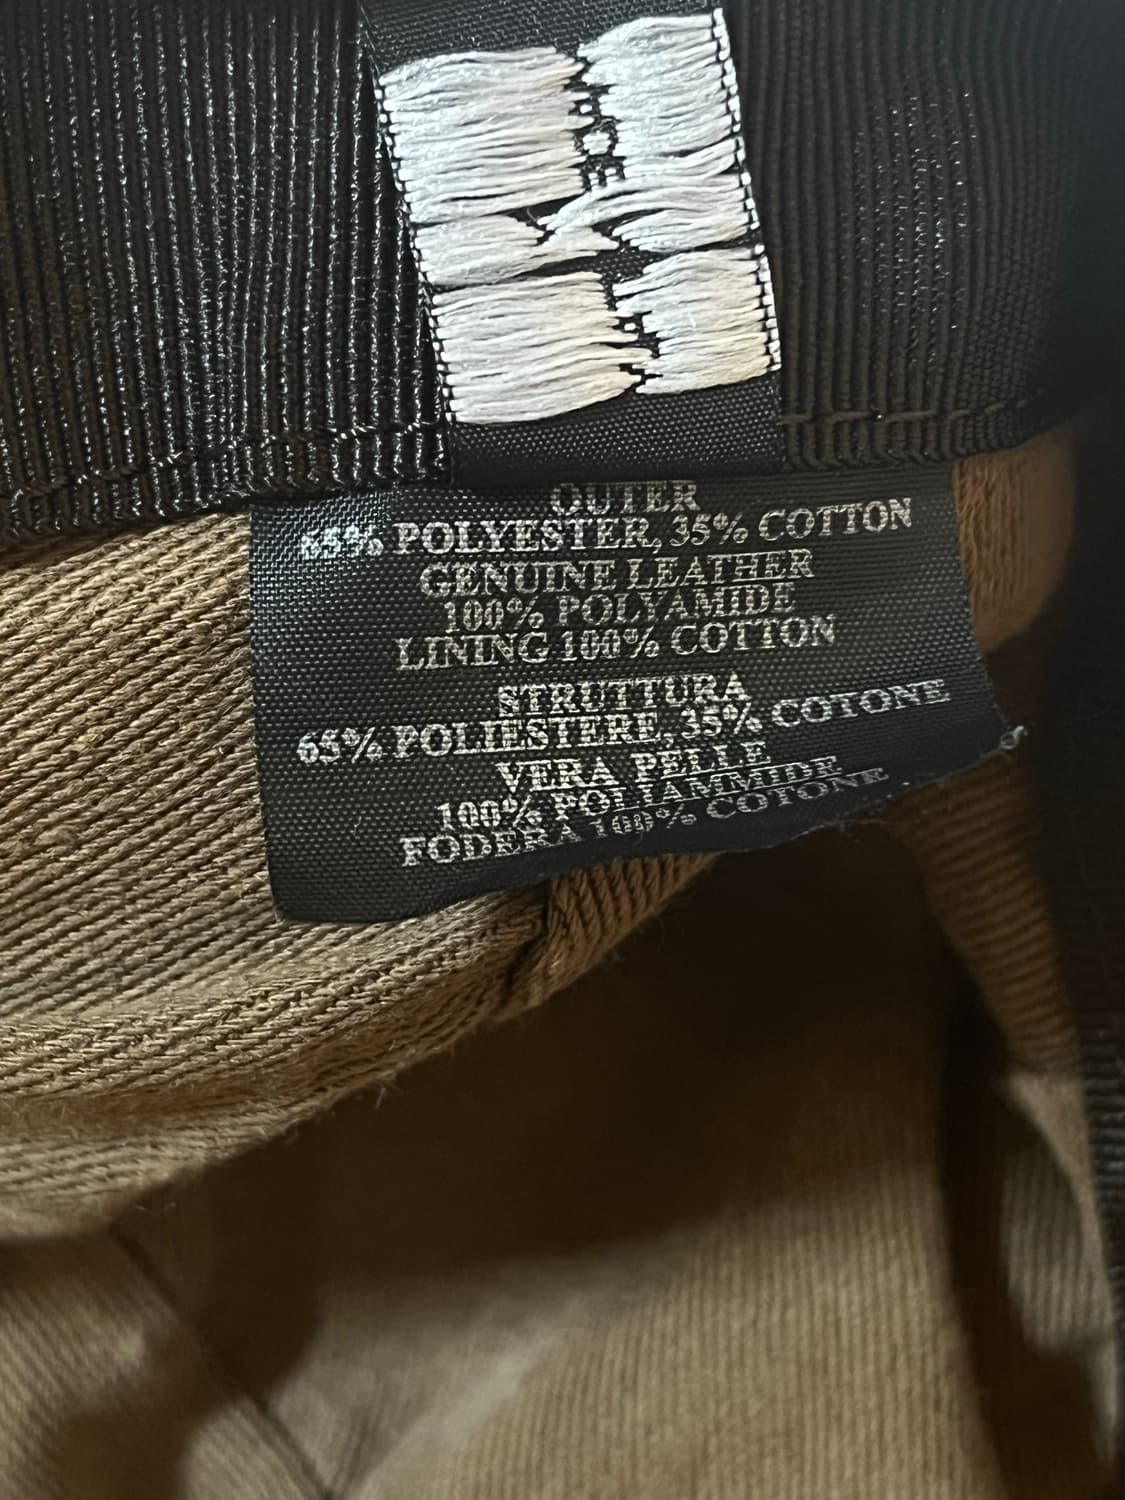 OUTER
65% POLYESTER, 35% COTTON
GENUINE LEATHER
100% POLYAMIDE
LINING 100% COTTON
STRUTTURA
65% POLIESTERE, 35% COTONE
VERA PELLE
100% POLIAMMIDE
FODERA 100% COTONE